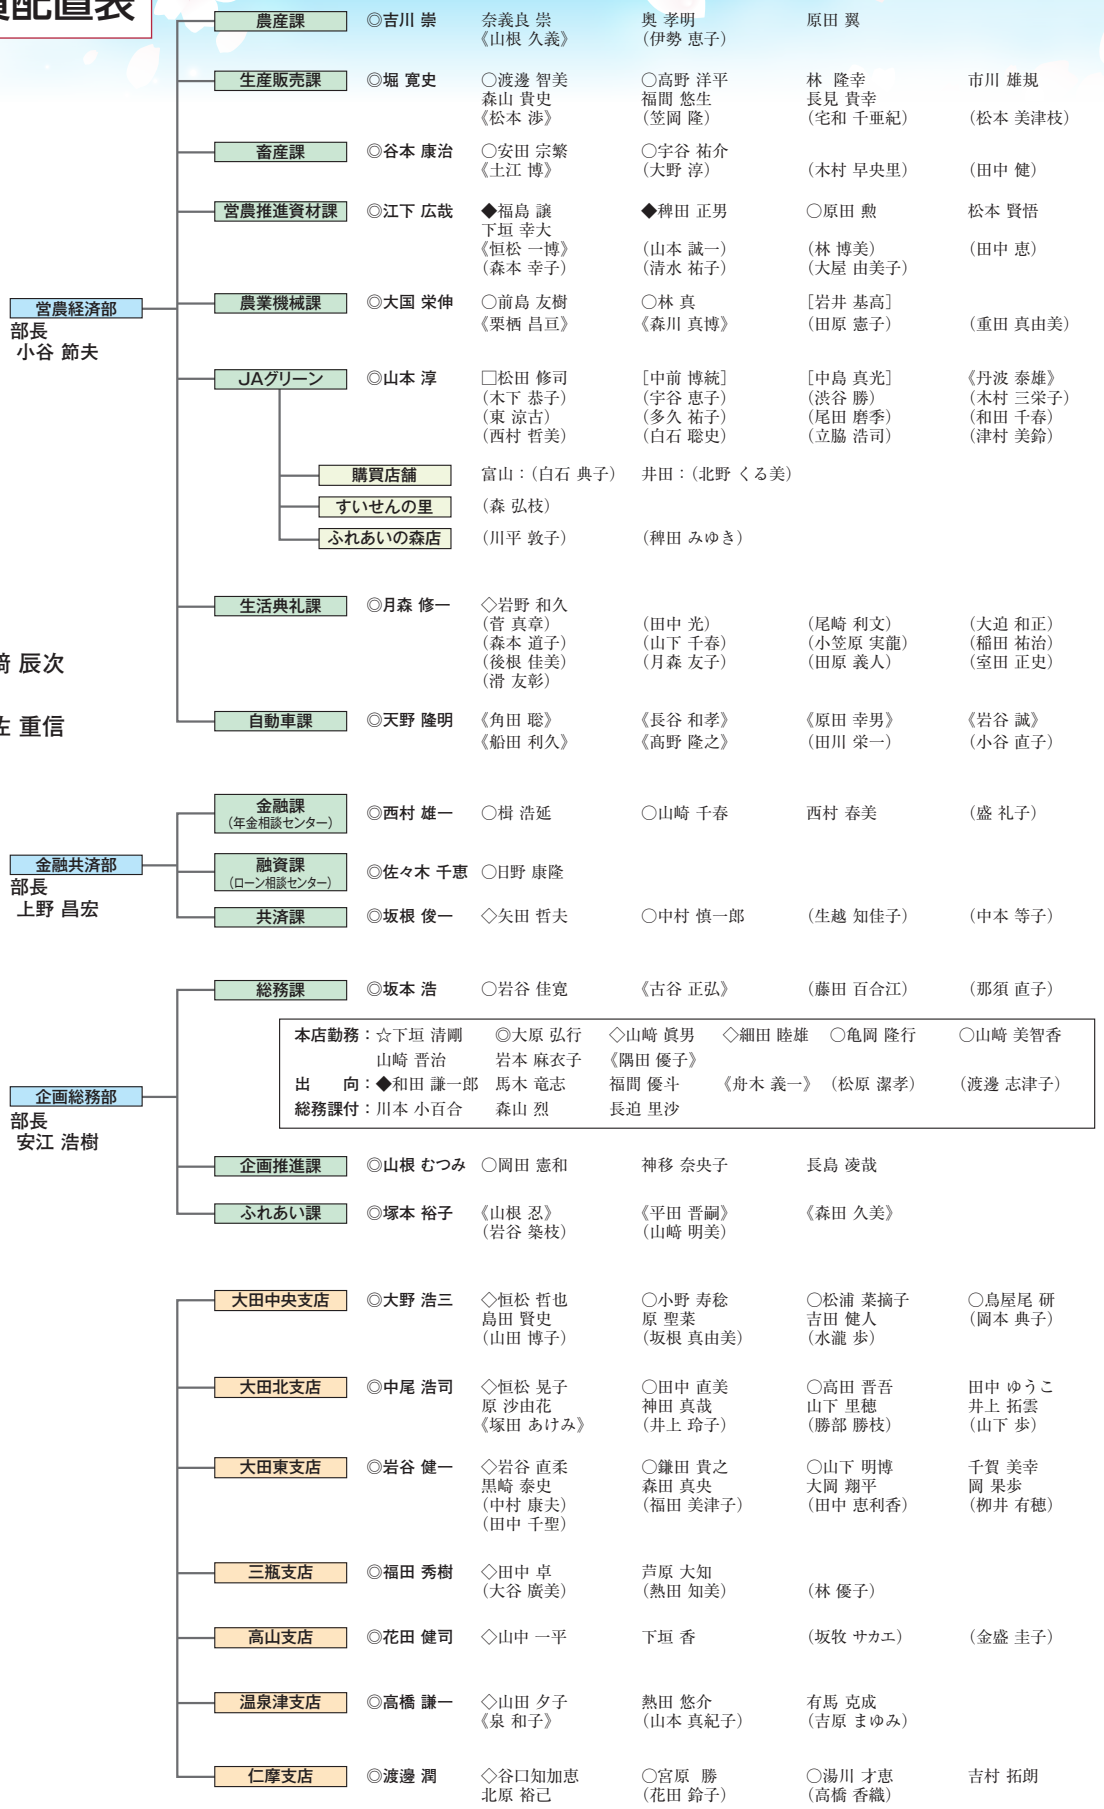 員配置表
農産課 ◎吉川 崇 奈義良 崇 奥 孝明 原田 翼
《山根 久義》 (伊勢 恵子)
生産販売課 ◎堀 寛史 〇渡邊 智美 〇高野 洋平 林 隆幸 市川 雄規
森山 貴史 福間 悠生 長見 貴幸
《松本 渉》 (笠岡 隆) (宅和 千亜紀) (松本 美津枝)
畜産課 ◎谷本 康治 〇安田 宗繁 〇宇谷 祐介
《土江 博》 (大野 淳) (木村 早央里) (田中 健)
営農推進資材課 ◎江下 広哉 ◆福島 譲 ◆稗田 正男 〇原田 勲 松本 賢悟
下垣 幸大
《恒松 一博》 (山本 誠一) (林 博美) (田中 恵)
(森本 幸子) (清水 祐子) (大屋 由美子)
営農経済部
部長
小谷 節夫
農業機械課 ◎大国 栄伸 〇前島 友樹 〇林 真 [岩井 基高]
《栗栖 昌亘》 《森川 真博》 (田原 憲子) (重田 真由美)
JAグリーン ◎山本 淳 □松田 修司 [中前 博統] [中島 真光] 《丹波 泰雄》
(木下 恭子) (宇谷 恵子) (渋谷 勝) (木村 三栄子)
(東 涼古) (多久 祐子) (尾田 磨季) (和田 千春)
(西村 哲美) (白石 聡史) (立脇 浩司) (津村 美鈴)
購買店舗 富山：(白石 典子) 井田：(北野 くる美)
すいせんの里 (森 弘枝)
ふれあいの森店 (川平 敦子) (稗田 みゆき)
生活典礼課 ◎月森 修一 ◇岩野 和久
(菅 真章) (田中 光) (尾崎 利文) (大迫 和正)
(森本 道子) (山下 千春) (小笠原 実龍) (稲田 祐治)
(後根 佳美) (月森 友子) (田原 義人) (室田 正史)
(滑 友彰)
﨑 辰次
佐 重信
自動車課 ◎天野 隆明 《角田 聡》 《長谷 和孝》 《原田 幸男》 《岩谷 誠》
《船田 利久》 《髙野 隆之》 (田川 栄一) (小谷 直子)
金融課
(年金相談センター) ◎西村 雄一 〇楫 浩延 〇山崎 千春 西村 春美 (盛 礼子)
金融共済部
部長
上野 昌宏
融資課
(ローン相談センター) ◎佐々木 千恵 〇日野 康隆
共済課 ◎坂根 俊一 ◇矢田 哲夫 〇中村 慎一郎 (生越 知佳子) (中本 等子)
総務課 ◎坂本 浩 〇岩谷 佳寛 《古谷 正弘》 (藤田 百合江) (那須 直子)
本店勤務：☆下垣 清剛 ◎大原 弘行 ◇山﨑 眞男 ◇細田 睦雄 〇亀岡 隆行 〇山﨑 美智香
山崎 晋治 岩本 麻衣子 《隅田 優子》
出 向：◆和田 謙一郎 馬木 竜志 福間 優斗 《舟木 義一》 (松原 潔孝) (渡邊 志津子)
総務課付：川本 小百合 森山 烈 長迫 里沙
企画総務部
部長
安江 浩樹
企画推進課 ◎山根 むつみ 〇岡田 憲和 神移 奈央子 長島 凌哉
ふれあい課 ◎塚本 裕子 《山根 忍》 《平田 晋嗣》 《森田 久美》
(岩谷 築枝) (山﨑 明美)
大田中央支店 ◎大野 浩三 ◇恒松 哲也 〇小野 寿稔 〇松浦 菜摘子 〇鳥屋尾 研
島田 賢史 原 聖菜 吉田 健人 (岡本 典子)
(山田 博子) (坂根 真由美) (水瀧 歩)
大田北支店 ◎中尾 浩司 ◇恒松 晃子 〇田中 直美 〇高田 晋吾 田中 ゆうこ
原 沙由花 神田 真哉 山下 里穂 井上 拓雲
《塚田 あけみ》 (井上 玲子) (勝部 勝枝) (山下 歩)
大田東支店 ◎岩谷 健一 ◇岩谷 直柔 〇鎌田 貴之 〇山下 明博 千賀 美幸
黒崎 泰史 森田 真央 大岡 翔平 岡 果歩
(中村 康夫) (福田 美津子) (田中 恵利香) (栁井 有穂)
(田中 千聖)
三瓶支店 ◎福田 秀樹 ◇田中 卓 芦原 大知
(大谷 廣美) (熱田 知美) (林 優子)
高山支店 ◎花田 健司 ◇山中 一平 下垣 香 (坂牧 サカエ) (金盛 圭子)
温泉津支店 ◎高橋 謙一 ◇山田 夕子 熱田 悠介 有馬 克成
《泉 和子》 (山本 真紀子) (吉原 まゆみ)
仁摩支店 ◎渡邊 潤 ◇谷口知加恵 〇宮原 勝 〇湯川 才恵 吉村 拓朗
北原 裕己 (花田 鈴子) (高橋 香織)